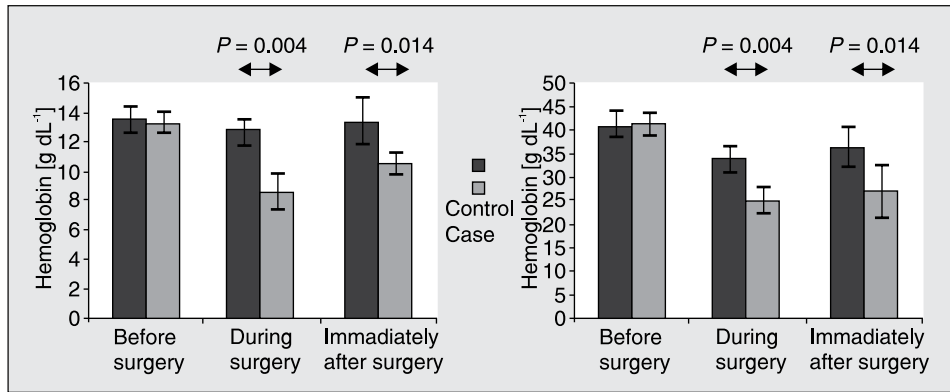 P = 0.004
P = 0.014
Hemoglobin [g dL-1]
16
14
12
10
8
6
4
2
0
Before
surgery
During
surgery
Immadiately
after surgery
Control
Case
P = 0.004
P = 0.014
Hemoglobin [g dL-1]
50
45
40
35
30
25
20
15
10
5
0
Before
surgery
During
surgery
Immadiately
after surgery